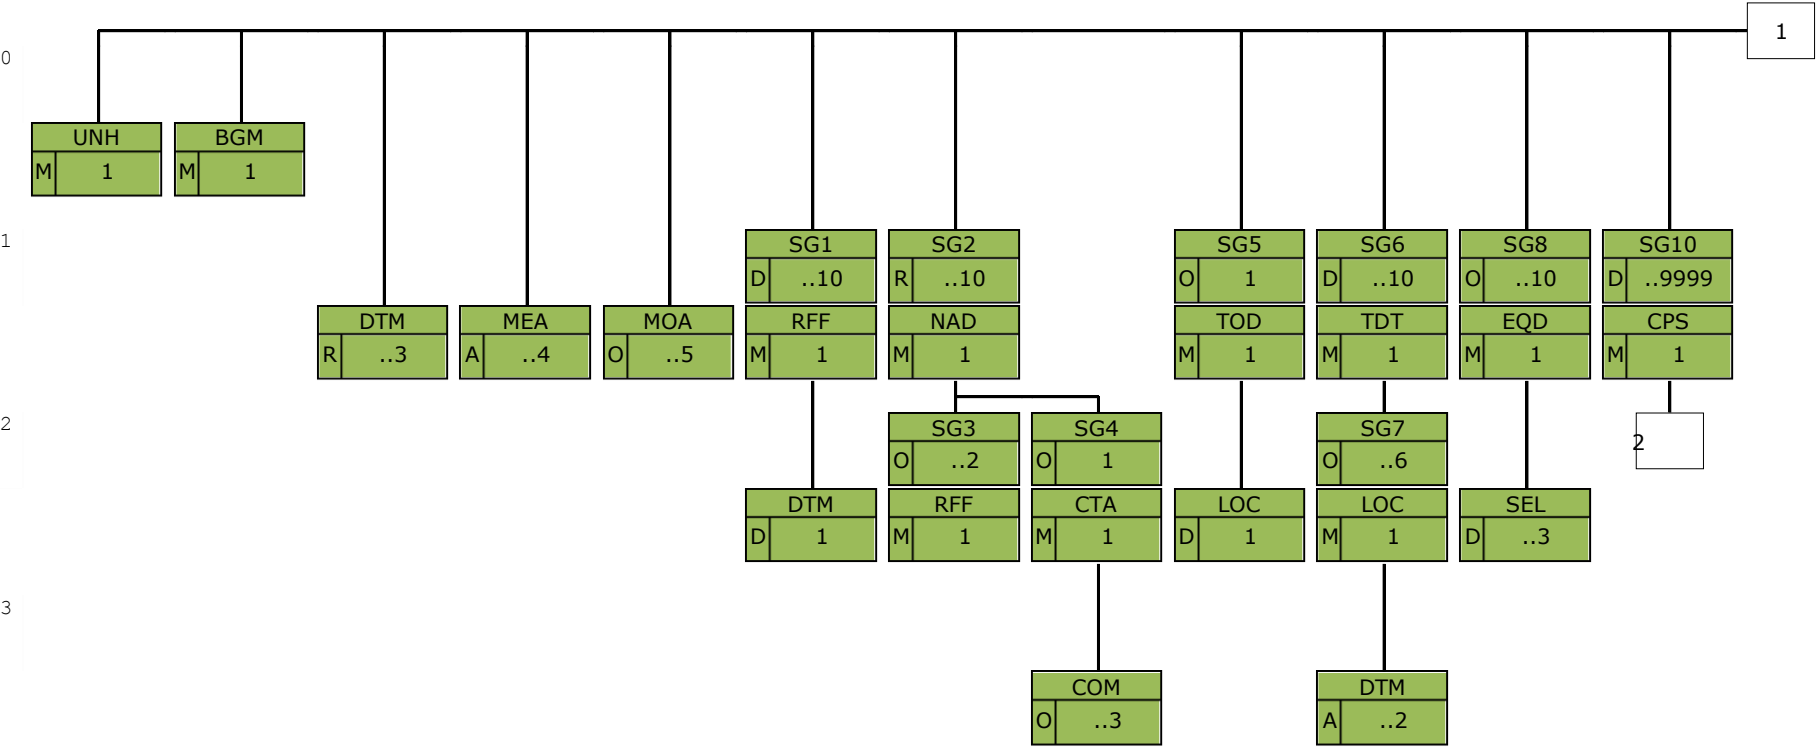 1
0
UNH BGM
M 1 M 1
1
SG1 SG2 SG5 SG6 SG8 SG10
D ..10 R ..10 O 1 D ..10 O ..10 D ..9999
DTM MEA MOA RFF NAD TOD TDT EQD CPS
R ..3 A ..4 O ..5 M 1 M 1 M 1 M 1 M 1 M 1
2
SG3 SG4 SG7
2
O ..2 O 1 O ..6
DTM RFF CTA LOC LOC SEL
D 1 M 1 M 1 D 1 M 1 D ..3
3
COM DTM
O ..3 A ..2